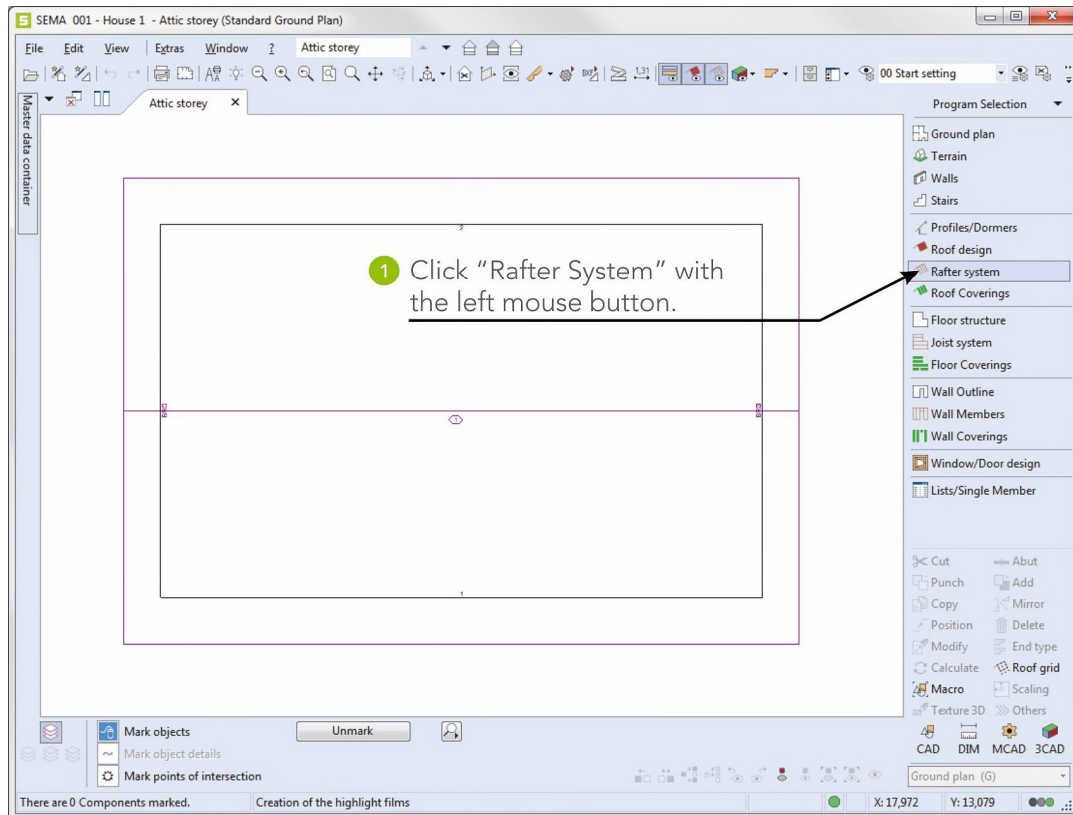 SEMA 001 - House 1 - Attic storey (Standard Ground Plan)
File Edit View Extras Window ? Attic storey
00 Start setting
Attic storey
Master data container
Program Selection
Ground plan
Terrain
Walls
Stairs
Profiles/Dormers
Roof design
Rafter system
Roof Coverings
Floor structure
Joist system
Floor Coverings
Wall Outline
Wall Members
Wall Coverings
Window/Door design
Lists/Single Member
2
1 Click “Rafter System” with
the left mouse button.
1
1
Cut Abut
Punch Add
Copy Mirror
Position Delete
Modify End type
Calculate Roof grid
Macro Scaling
Texture 3D Others
CAD DIM MCAD 3CAD
Mark objects Unmark
Mark object details
Mark points of intersection
Ground plan (G)
There are 0 Components marked. Creation of the highlight films X: 17,972 Y: 13,079